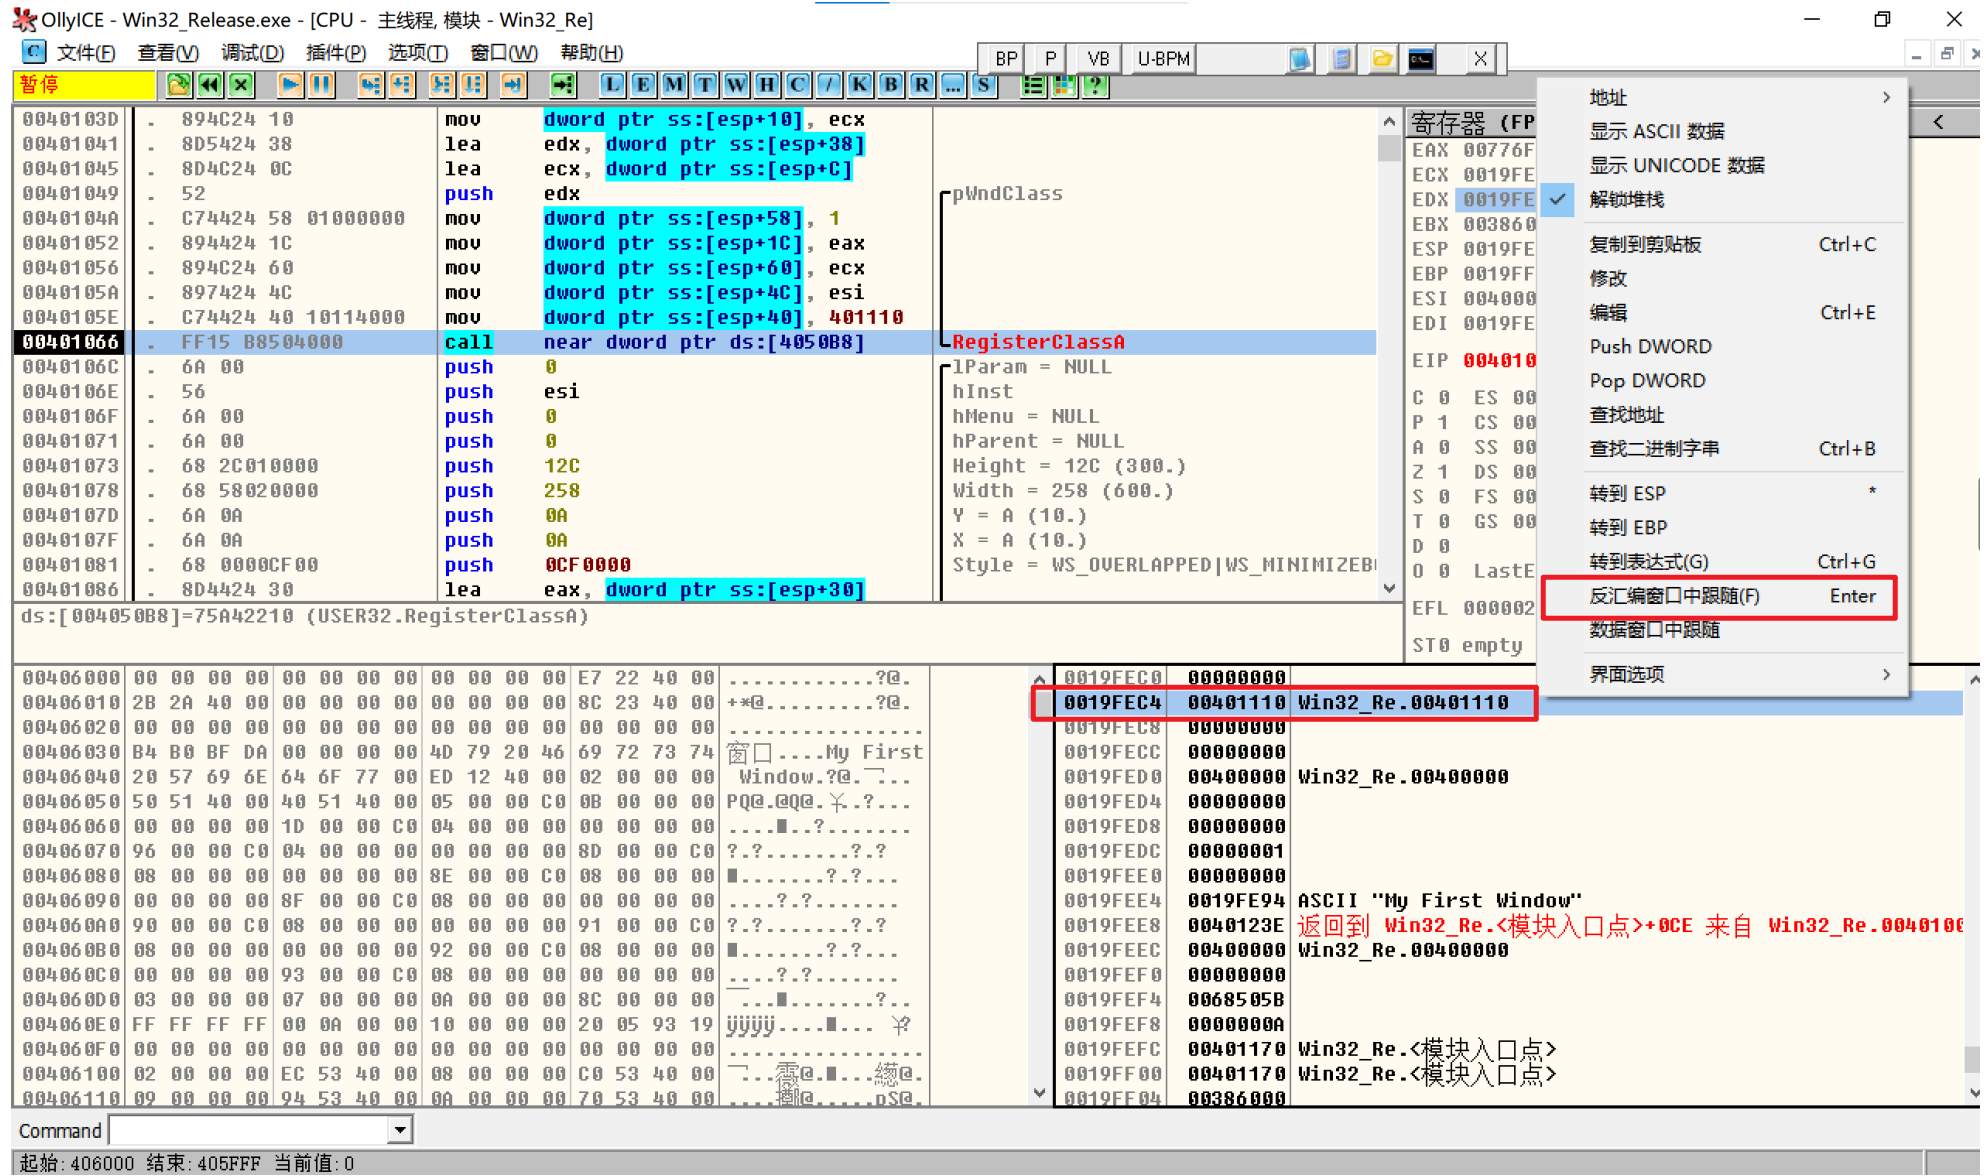 OllyICE - Win32_Release.exe - [CPU - 主线程, 模块 - Win32_Re]
文件(F) 查看(V) 调试(D) 插件(P) 选项(T) 窗口(W) 帮助(H)
BP P VB U-BPM X
暂停 L E M T W H C / K B R ... S ?
0040103D . 894C24 10 mov dword ptr ss:[esp+10], ecx
00401041 . 8D5424 38 lea edx, dword ptr ss:[esp+38]
00401045 . 8D4C24 0C lea ecx, dword ptr ss:[esp+C]
00401049 . 52 push edx pWndClass
0040104A . C74424 58 01000000 mov dword ptr ss:[esp+58], 1
00401052 . 894424 1C mov dword ptr ss:[esp+1C], eax
00401056 . 894C24 60 mov dword ptr ss:[esp+60], ecx
0040105A . 897424 4C mov dword ptr ss:[esp+4C], esi
0040105E . C74424 40 10114000 mov dword ptr ss:[esp+40], 401110
00401066 . FF15 B8504000 call near dword ptr ds:[4050B8] RegisterClassA
0040106C . 6A 00 push 0 lParam = NULL
0040106E . 56 push esi hInst
0040106F . 6A 00 push 0 hMenu = NULL
00401071 . 6A 00 push 0 hParent = NULL
00401073 . 68 2C010000 push 12C Height = 12C (300.)
00401078 . 68 58020000 push 258 Width = 258 (600.)
0040107D . 6A 0A push 0A Y = A (10.)
0040107F . 6A 0A push 0A X = A (10.)
00401081 . 68 0000CF00 push 0CF0000 Style = WS_OVERLAPPED|WS_MINIMIZEB
00401086 . 8D4424 30 lea eax, dword ptr ss:[esp+30]
ds:[004050B8]=75A42210 (USER32.RegisterClassA)
寄存器 (FP <
EAX 00776F
ECX 0019FE
EDX 0019FE
EBX 003860
ESP 0019FE
EBP 0019FF
ESI 004000
EDI 0019FE
EIP 004010
C 0 ES 00
P 1 CS 00
A 0 SS 00
Z 1 DS 00
S 0 FS 00
T 0 GS 00
D 0
O 0 LastE
EFL 000002
ST0 empty
地址
显示 ASCII 数据
显示 UNICODE 数据
解锁堆栈
复制到剪贴板 Ctrl+C
修改
编辑 Ctrl+E
Push DWORD
Pop DWORD
查找地址
查找二进制字串 Ctrl+B
转到 ESP *
转到 EBP
转到表达式(G) Ctrl+G
反汇编窗口中跟随(F) Enter
数据窗口中跟随
界面选项
00406000 00 00 00 00 00 00 00 00 00 00 00 00 E7 22 40 00 ............?@.
00406010 2B 2A 40 00 00 00 00 00 00 00 00 00 8C 23 40 00 +*@.........?@.
00406020 00 00 00 00 00 00 00 00 00 00 00 00 00 00 00 00 ................
00406030 B4 B0 BF DA 00 00 00 00 4D 79 20 46 69 72 73 74 窗口....My First
00406040 20 57 69 6E 64 6F 77 00 ED 12 40 00 02 00 00 00 Window.?@.
00406050 50 51 40 00 40 51 40 00 05 00 00 C0 0B 00 00 00 PQ@.@Q@.
00406060 00 00 00 00 1D 00 00 C0 04 00 00 00 00 00 00 00
00406070 96 00 00 C0 04 00 00 00 00 00 00 00 8D 00 00 C0 ?.?.......?.?
00406080 08 00 00 00 00 00 00 00 8E 00 00 C0 08 00 00 00
00406090 00 00 00 00 8F 00 00 C0 08 00 00 00 00 00 00 00 ....?.?.......
004060A0 90 00 00 C0 08 00 00 00 00 00 00 00 91 00 00 C0 ?.?.......?.?
004060B0 08 00 00 00 00 00 00 00 92 00 00 C0 08 00 00 00
004060C0 00 00 00 00 93 00 00 C0 08 00 00 00 00 00 00 00 ....?.?.......
004060D0 03 00 00 00 07 00 00 00 0A 00 00 00 8C 00 00 00
004060E0 FF FF FF FF 00 0A 00 00 10 00 00 00 20 05 93 19 ÿÿÿÿ
004060F0 00 00 00 00 00 00 00 00 00 00 00 00 00 00 00 00 ................
00406100 02 00 00 00 EC 53 40 00 08 00 00 00 C0 53 40 00
00406110 09 00 00 00 94 53 40 00 0A 00 00 00 70 53 40 00
0019FEC0 00000000
0019FEC4 00401110 Win32_Re.00401110
0019FEC8 00000000
0019FECC 00000000
0019FED0 00400000 Win32_Re.00400000
0019FED4 00000000
0019FED8 00000000
0019FEDC 00000001
0019FEE0 00000000
0019FEE4 0019FE94 ASCII "My First Window"
0019FEE8 0040123E 返回到 Win32_Re.<模块入口点>+0CE 来自 Win32_Re.0040100
0019FEEC 00400000 Win32_Re.00400000
0019FEF0 00000000
0019FEF4 0068505B
0019FEF8 0000000A
0019FEFC 00401170 Win32_Re.<模块入口点>
0019FF00 00401170 Win32_Re.<模块入口点>
0019FF04 00386000
Command
起始:406000 结束:405FFF 当前值:0